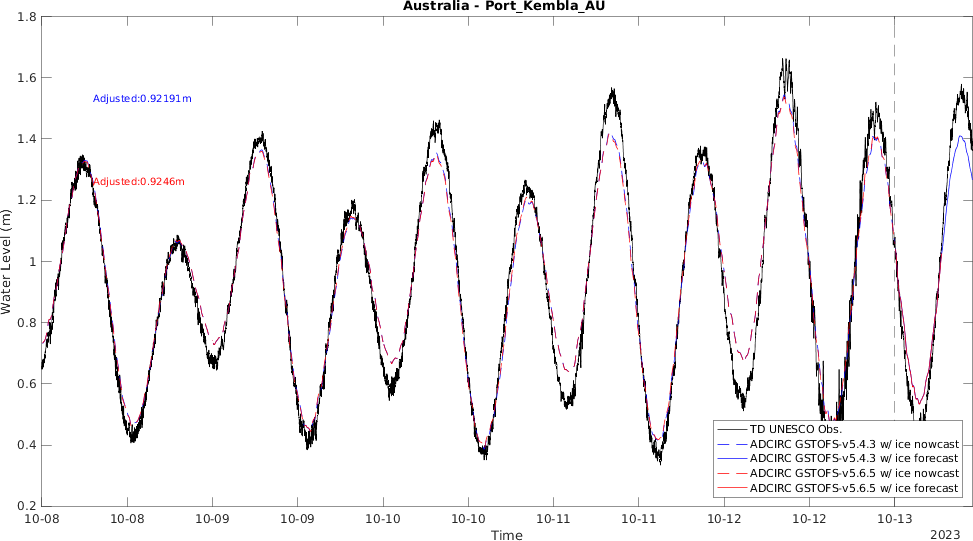 Australia - Port_Kembla_AU
1.8
1.6
1.4
1.2
1
0.8
0.6
0.4
0.2
Water Level (m)
Adjusted:0.92191m
Adjusted:0.9246m
TD UNESCO Obs.
ADCIRC GSTOFS-v5.4.3 w/ ice nowcast
ADCIRC GSTOFS-v5.4.3 w/ ice forecast
ADCIRC GSTOFS-v5.6.5 w/ ice nowcast
ADCIRC GSTOFS-v5.6.5 w/ ice forecast
10-08 10-08 10-09 10-09 10-10 10-10 10-11 10-11 10-12 10-12 10-13
Time
2023